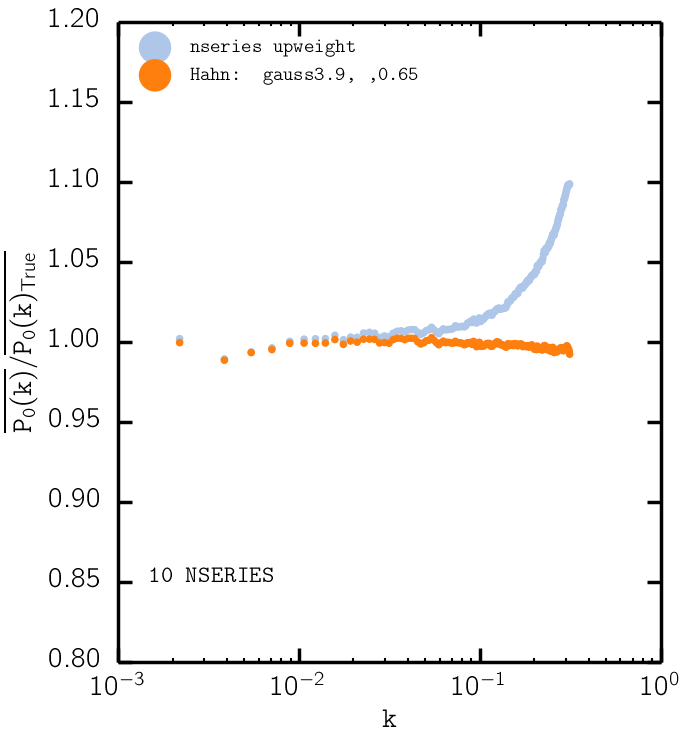 1.20
nseries upweight
Hahn: gauss3.9, ,0.65
1.15
1.10
1.05
1.00
0.95
0.90
0.85
0.80
10 NSERIES
P₀(k)/P₀(k)True
10⁻³ 10⁻² 10⁻¹ 10⁰
k